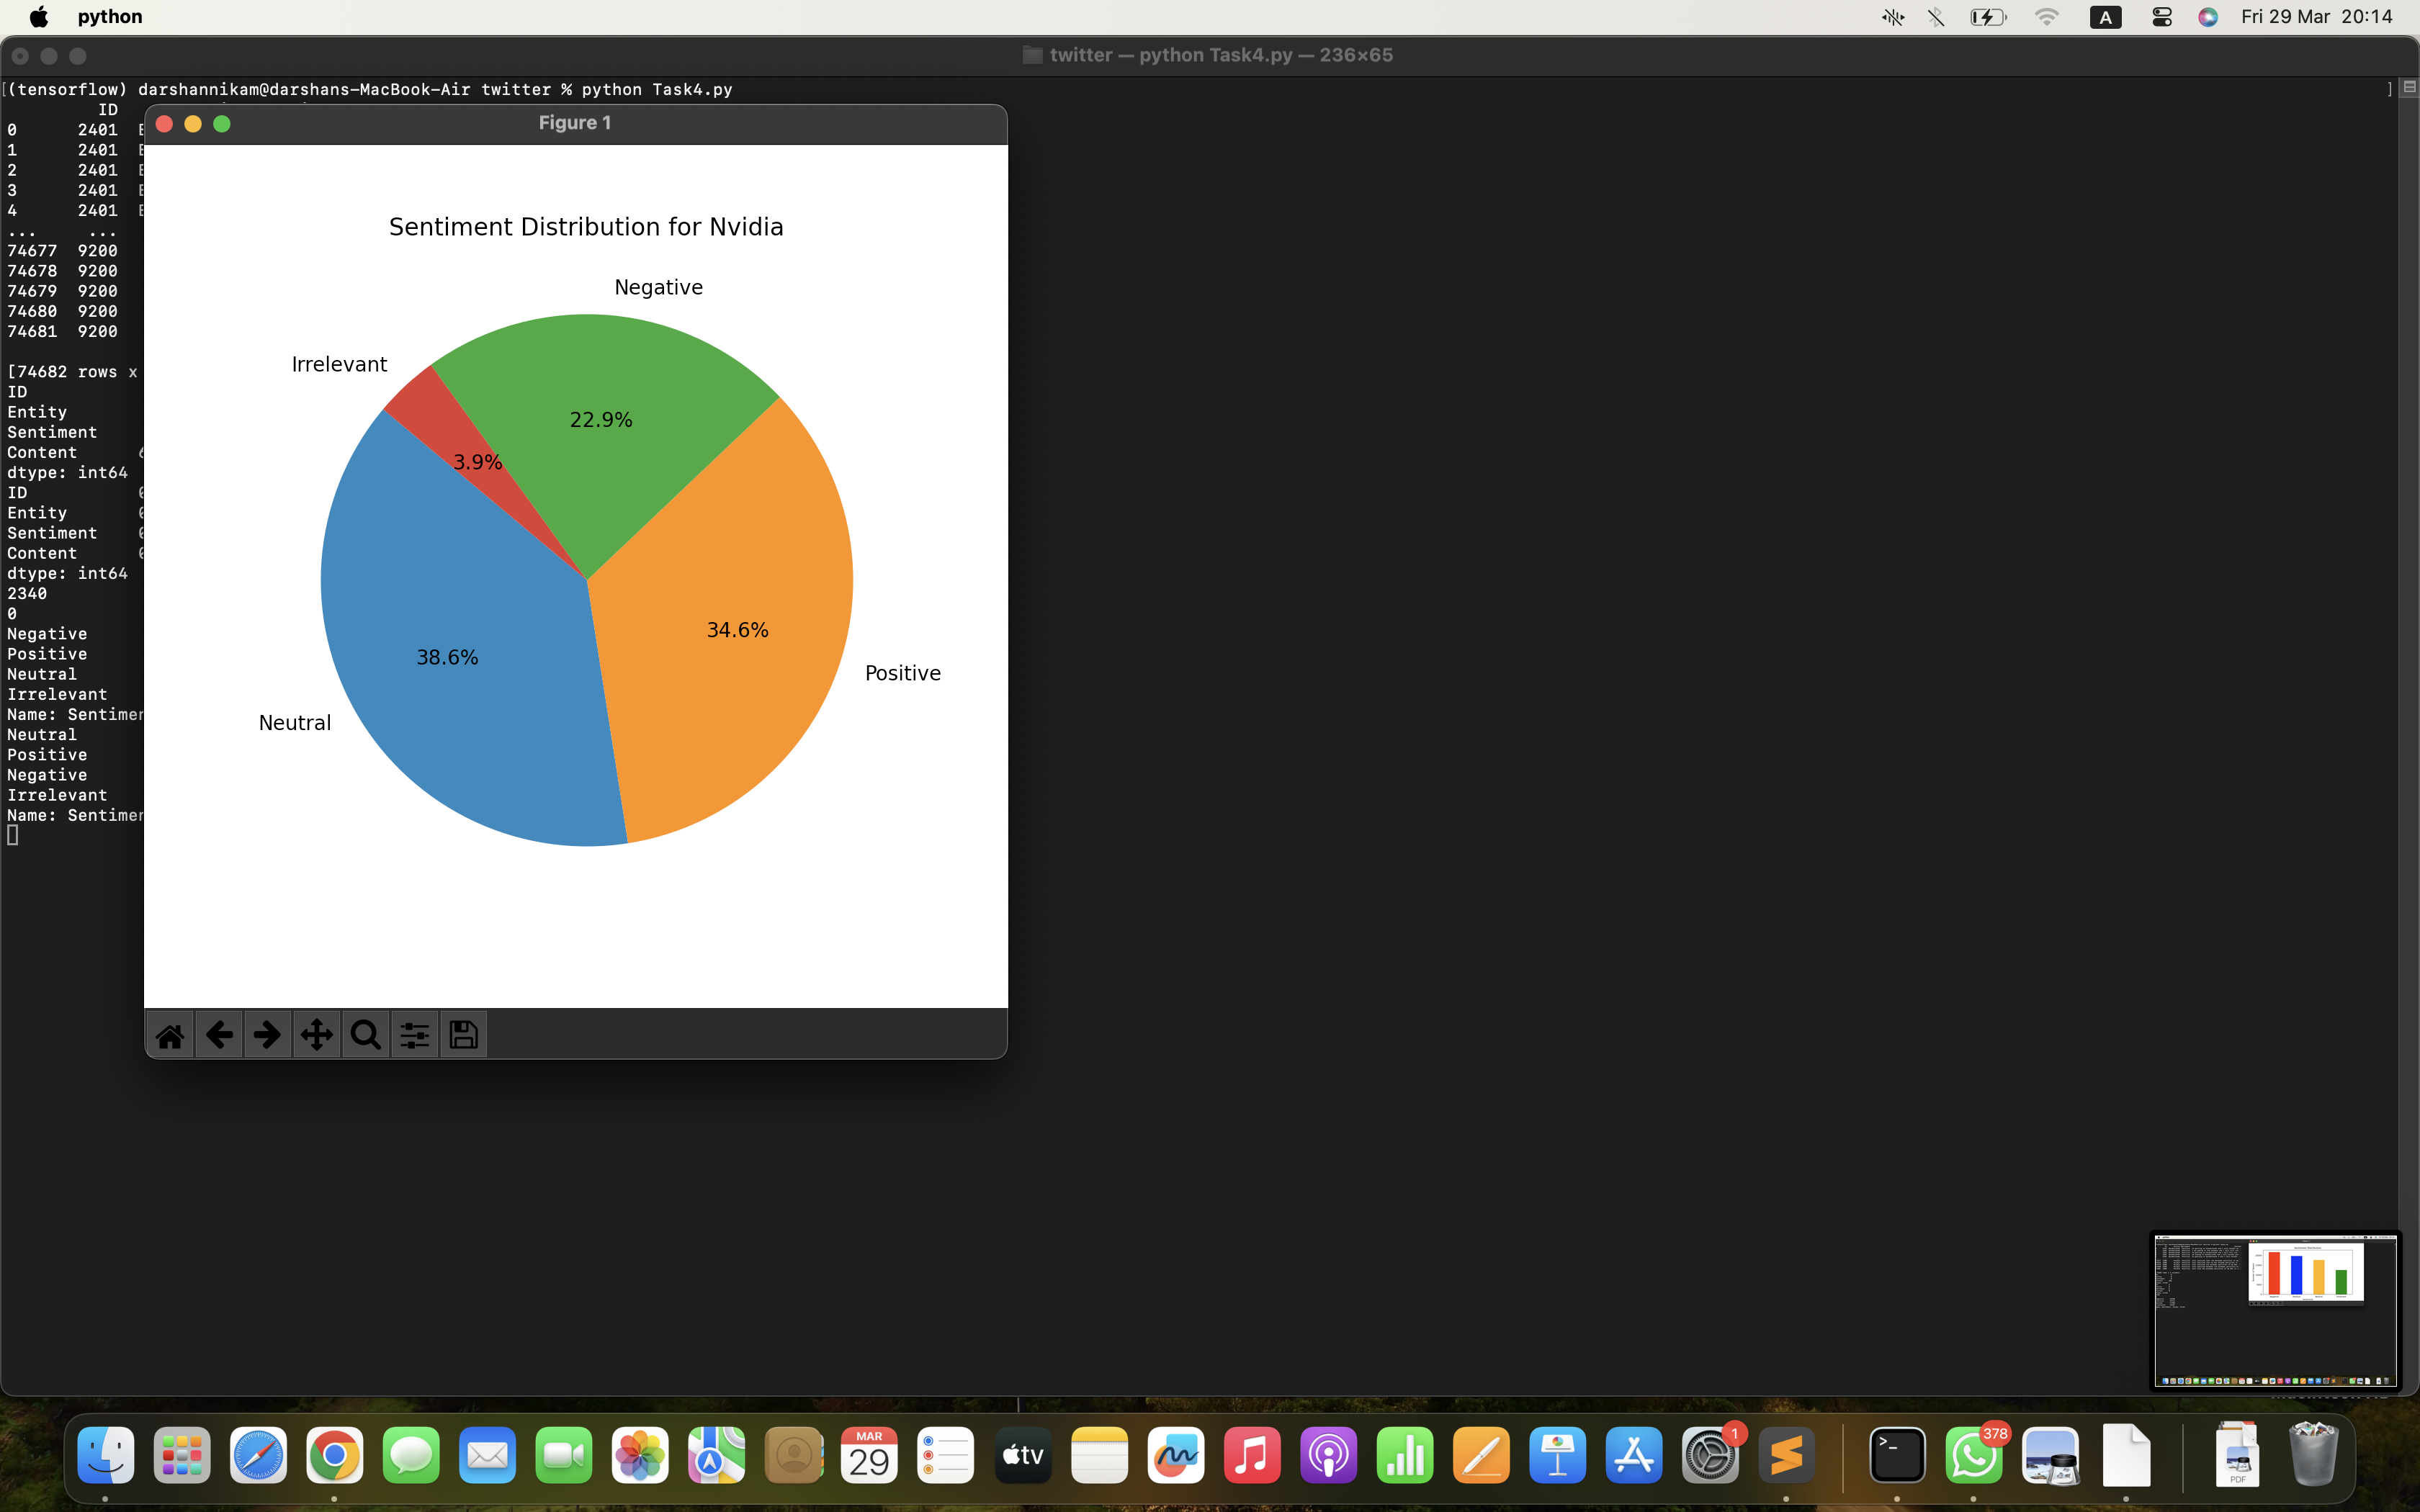 python
A
Fri 29 Mar 20:14
twitter — python Task4.py — 236×65
[(tensorflow) darshannikam@darshans-MacBook-Air twitter % python Task4.py ]
ID
0 2401
1 2401
2 2401
3 2401
4 2401
... ...
74677 9200
74678 9200
74679 9200
74680 9200
74681 9200
[74682 rows x
ID
Entity
Sentiment
Content
dtype: int64
ID
Entity
Sentiment
Content
dtype: int64
2340
0
Negative
Positive
Neutral
Irrelevant
Name: Sentimen
Neutral
Positive
Negative
Irrelevant
Name: Sentimen
Figure 1
Sentiment Distribution for Nvidia
Negative
Irrelevant
22.9%
3.9%
34.6%
38.6%
Positive
Neutral
MAR
29
tv
1
>_
378
PDF